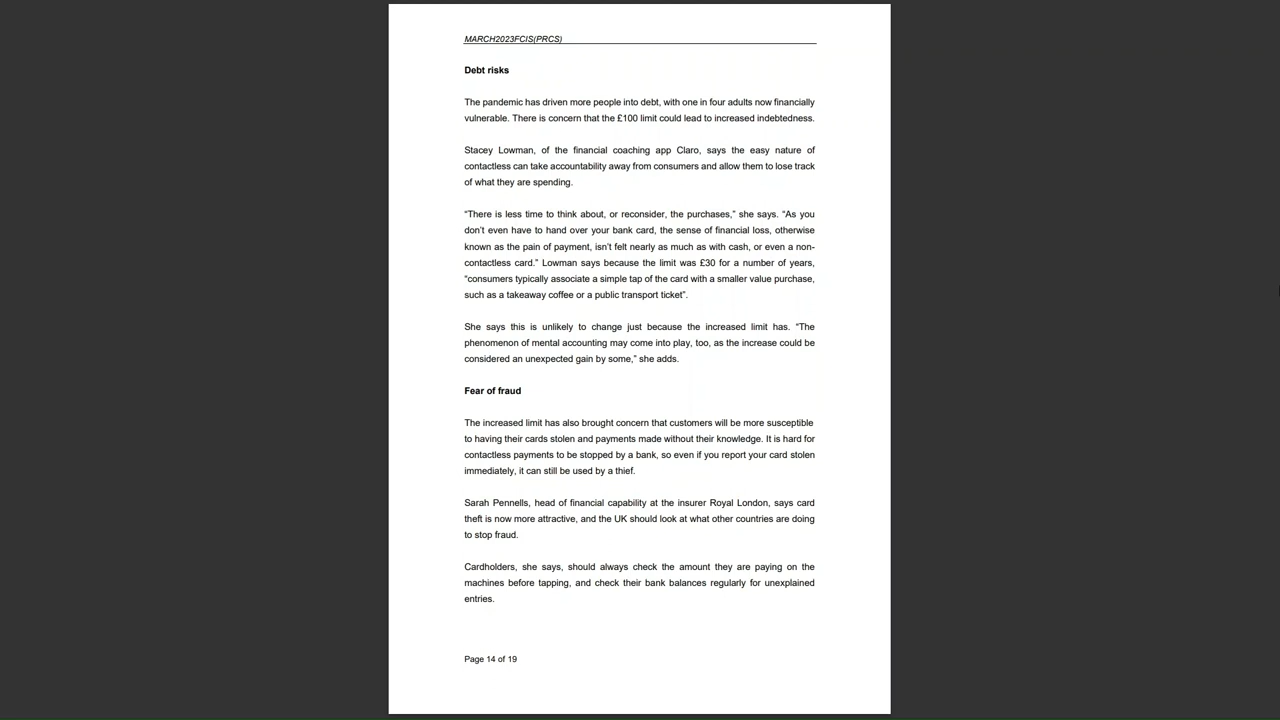 MARCH2023FCIS(PRCS)
Debt risks
The pandemic has driven more people into debt, with one in four adults now financially
vulnerable. There is concern that the £100 limit could lead to increased indebtedness.
Stacey Lowman, of the financial coaching app Claro, says the easy nature of
contactless can take accountability away from consumers and allow them to lose track
of what they are spending.
“There is less time to think about, or reconsider, the purchases,” she says. “As you
don’t even have to hand over your bank card, the sense of financial loss, otherwise
known as the pain of payment, isn’t felt nearly as much as with cash, or even a non-
contactless card.” Lowman says because the limit was £30 for a number of years,
“consumers typically associate a simple tap of the card with a smaller value purchase,
such as a takeaway coffee or a public transport ticket”.
She says this is unlikely to change just because the increased limit has. “The
phenomenon of mental accounting may come into play, too, as the increase could be
considered an unexpected gain by some,” she adds.
Fear of fraud
The increased limit has also brought concern that customers will be more susceptible
to having their cards stolen and payments made without their knowledge. It is hard for
contactless payments to be stopped by a bank, so even if you report your card stolen
immediately, it can still be used by a thief.
Sarah Pennells, head of financial capability at the insurer Royal London, says card
theft is now more attractive, and the UK should look at what other countries are doing
to stop fraud.
Cardholders, she says, should always check the amount they are paying on the
machines before tapping, and check their bank balances regularly for unexplained
entries.
Page 14 of 19